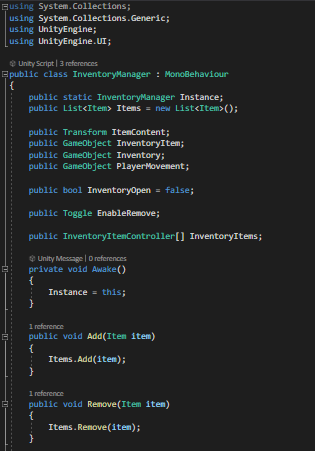 using System.Collections;
using System.Collections.Generic;
using UnityEngine;
using UnityEngine.UI;
Unity Script | 3 references
public class InventoryManager : MonoBehaviour
{
public static InventoryManager Instance;
public List<Item> Items = new List<Item>();
public Transform ItemContent;
public GameObject InventoryItem;
public GameObject Inventory;
public GameObject PlayerMovement;
public bool InventoryOpen = false;
public Toggle EnableRemove;
public InventoryItemController[] InventoryItems;
Unity Message | 0 references
private void Awake()
{
Instance = this;
}
1 reference
public void Add(Item item)
{
Items.Add(item);
}
1 reference
public void Remove(Item item)
{
Items.Remove(item);
}